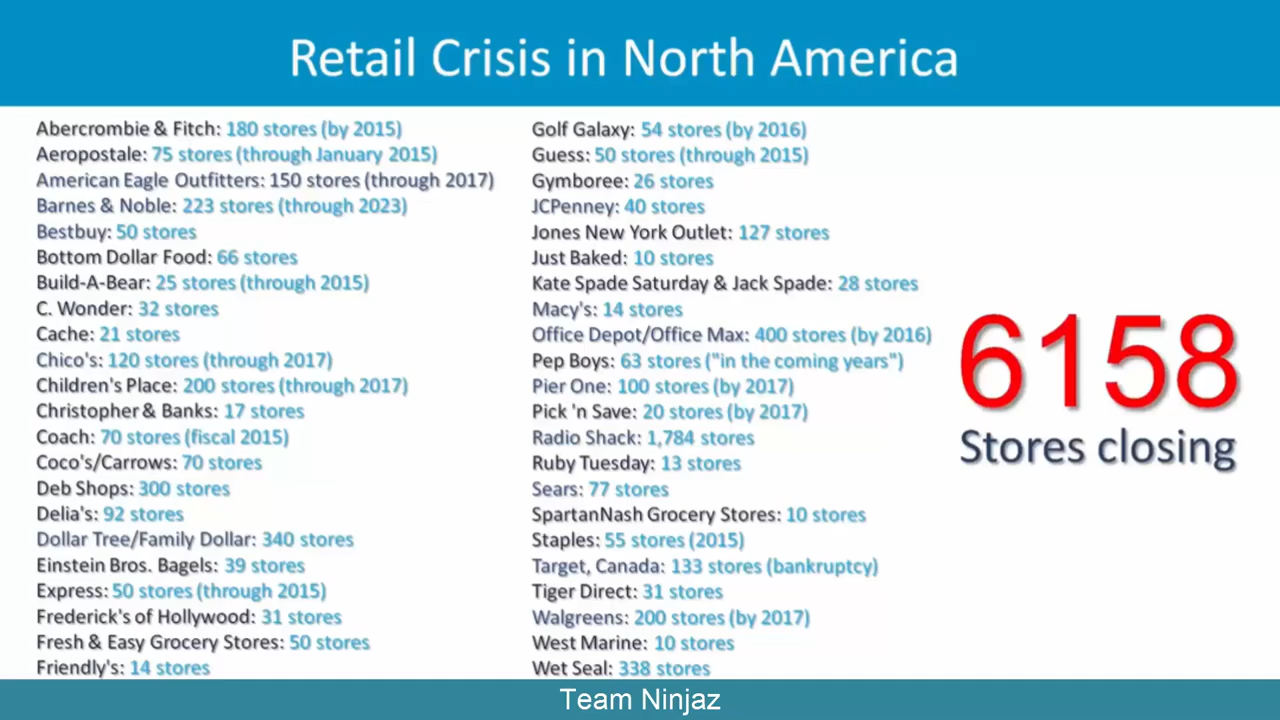 Retail Crisis in North America
Abercrombie & Fitch: 180 stores (by 2015)
Aeropostale: 75 stores (through January 2015)
American Eagle Outfitters: 150 stores (through 2017)
Barnes & Noble: 223 stores (through 2023)
Bestbuy: 50 stores
Bottom Dollar Food: 66 stores
Build-A-Bear: 25 stores (through 2015)
C. Wonder: 32 stores
Cache: 21 stores
Chico's: 120 stores (through 2017)
Children's Place: 200 stores (through 2017)
Christopher & Banks: 17 stores
Coach: 70 stores (fiscal 2015)
Coco's/Carrows: 70 stores
Deb Shops: 300 stores
Delia's: 92 stores
Dollar Tree/Family Dollar: 340 stores
Einstein Bros. Bagels: 39 stores
Express: 50 stores (through 2015)
Frederick's of Hollywood: 31 stores
Fresh & Easy Grocery Stores: 50 stores
Friendly's: 14 stores
Golf Galaxy: 54 stores (by 2016)
Guess: 50 stores (through 2015)
Gymboree: 26 stores
JCPenney: 40 stores
Jones New York Outlet: 127 stores
Just Baked: 10 stores
Kate Spade Saturday & Jack Spade: 28 stores
Macy's: 14 stores
Office Depot/Office Max: 400 stores (by 2016)
Pep Boys: 63 stores ("in the coming years")
Pier One: 100 stores (by 2017)
Pick 'n Save: 20 stores (by 2017)
Radio Shack: 1,784 stores
Ruby Tuesday: 13 stores
Sears: 77 stores
SpartanNash Grocery Stores: 10 stores
Staples: 55 stores (2015)
Target, Canada: 133 stores (bankruptcy)
Tiger Direct: 31 stores
Walgreens: 200 stores (by 2017)
West Marine: 10 stores
Wet Seal: 338 stores
6158
Stores closing
Team Ninjaz